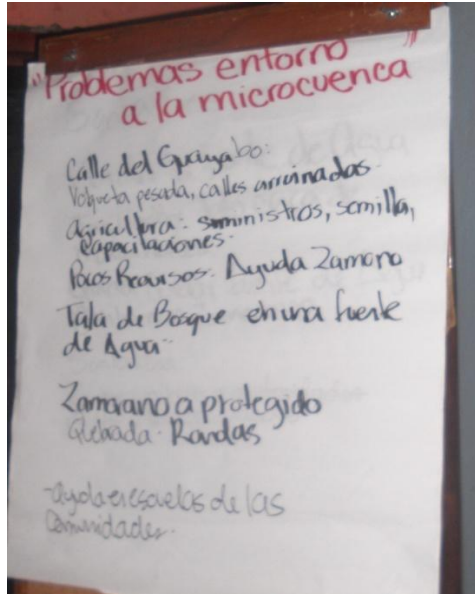 "Problemas entorno
a la microcuenca"
Calle del Guayabo:
Volqueta pesada, calles arruinadas.
Agricultura: suministros, semilla,
Capacitaciones.
Pocos Recursos: Ayuda Zamorano
Tala de Bosque en una fuente
de Agua.
Zamorano a protegido
Quebrada.
-ayuda en escuelas de las
Comunidades.